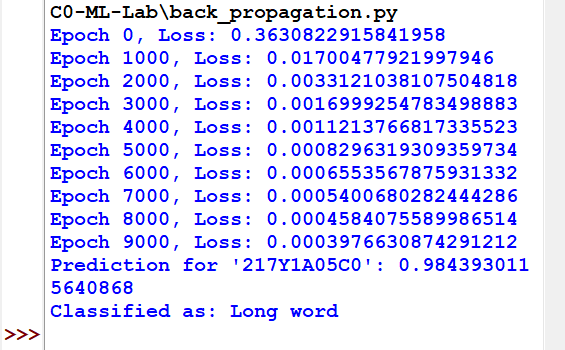 C0-ML-Lab\back_propagation.py
Epoch 0, Loss: 0.3630822915841958
Epoch 1000, Loss: 0.01700477921997946
Epoch 2000, Loss: 0.0033121038107504818
Epoch 3000, Loss: 0.0016999254783498883
Epoch 4000, Loss: 0.0011213766817335523
Epoch 5000, Loss: 0.0008296319309359734
Epoch 6000, Loss: 0.0006553567875931332
Epoch 7000, Loss: 0.0005400680282444286
Epoch 8000, Loss: 0.0004584075589986514
Epoch 9000, Loss: 0.0003976630874291212
Prediction for '217Y1A05C0': 0.984393011
5640868
Classified as: Long word
>>>